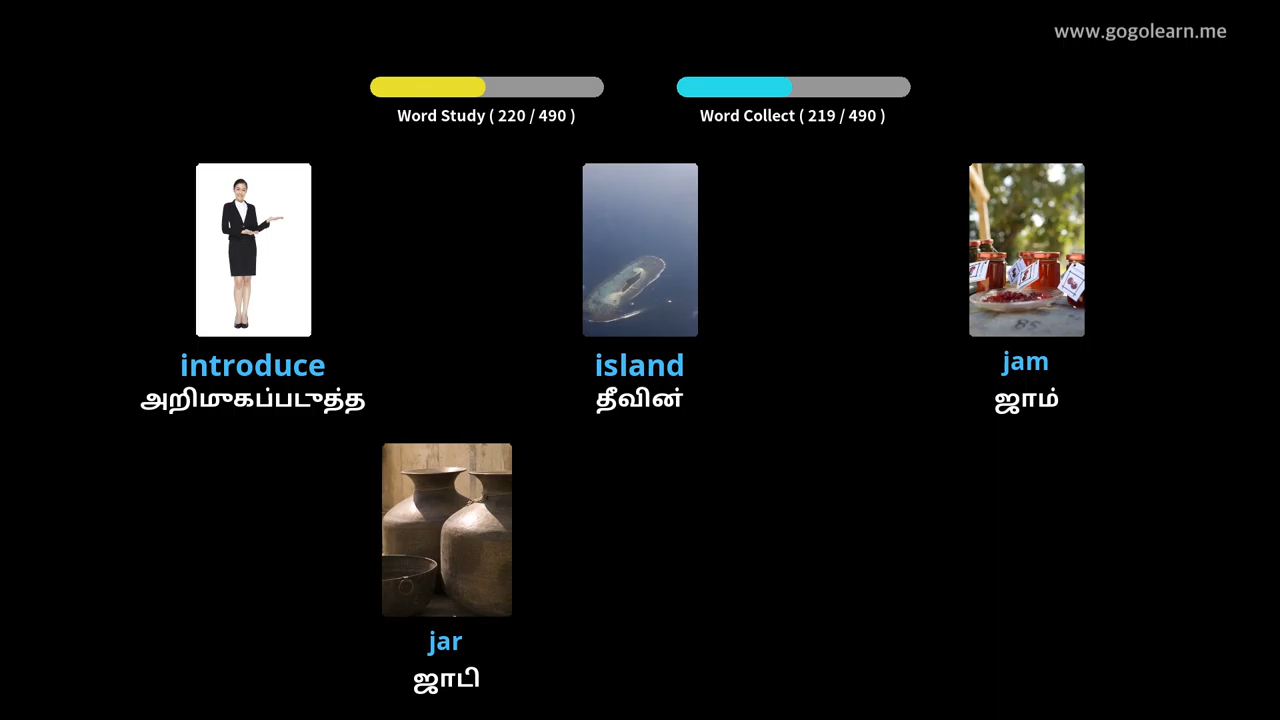 www.gogolearn.me
Word Study ( 220 / 490 )
Word Collect ( 219 / 490 )
introduce
அறிமுகப்படுத்த
island
தீவின்
jam
ஜாம்
jar
ஜாபி